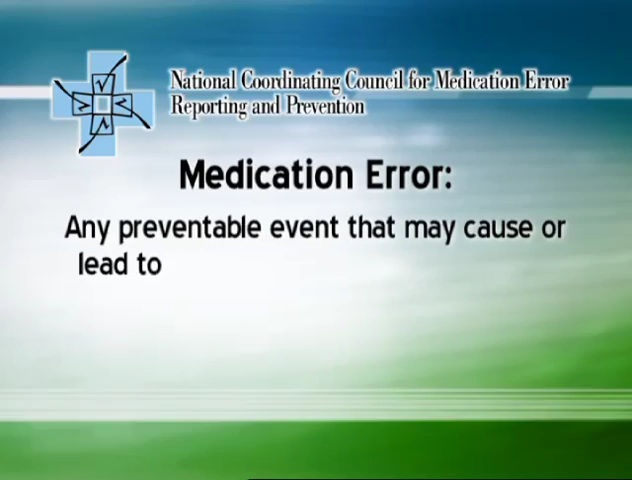 National Coordinating Council for Medication Error
Reporting and Prevention
Medication Error:
Any preventable event that may cause or
lead to